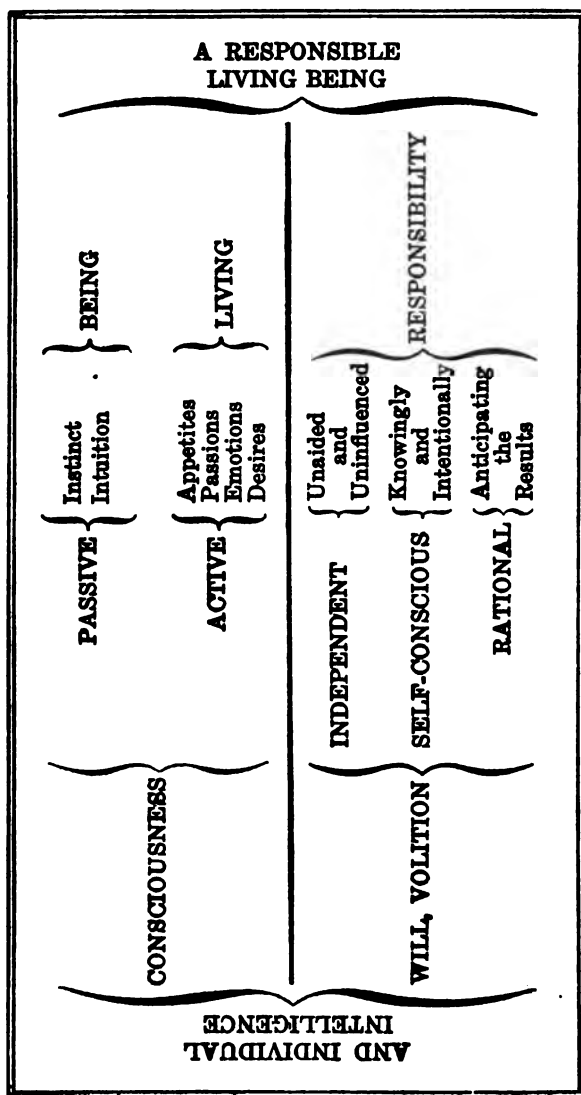 AND INDIVIDUAL
INTELLIGENCE
CONSCIOUSNESS
PASSIVE
Instinct
Intuition
BEING
ACTIVE
Appetites
Passions
Emotions
Desires
LIVING
WILL, VOLITION
INDEPENDENT
Unaided
and
Uninfluenced
SELF-CONSCIOUS
Knowingly
and
Intentionally
RATIONAL
Anticipating
the
Results
RESPONSIBILITY
A RESPONSIBLE
LIVING BEING